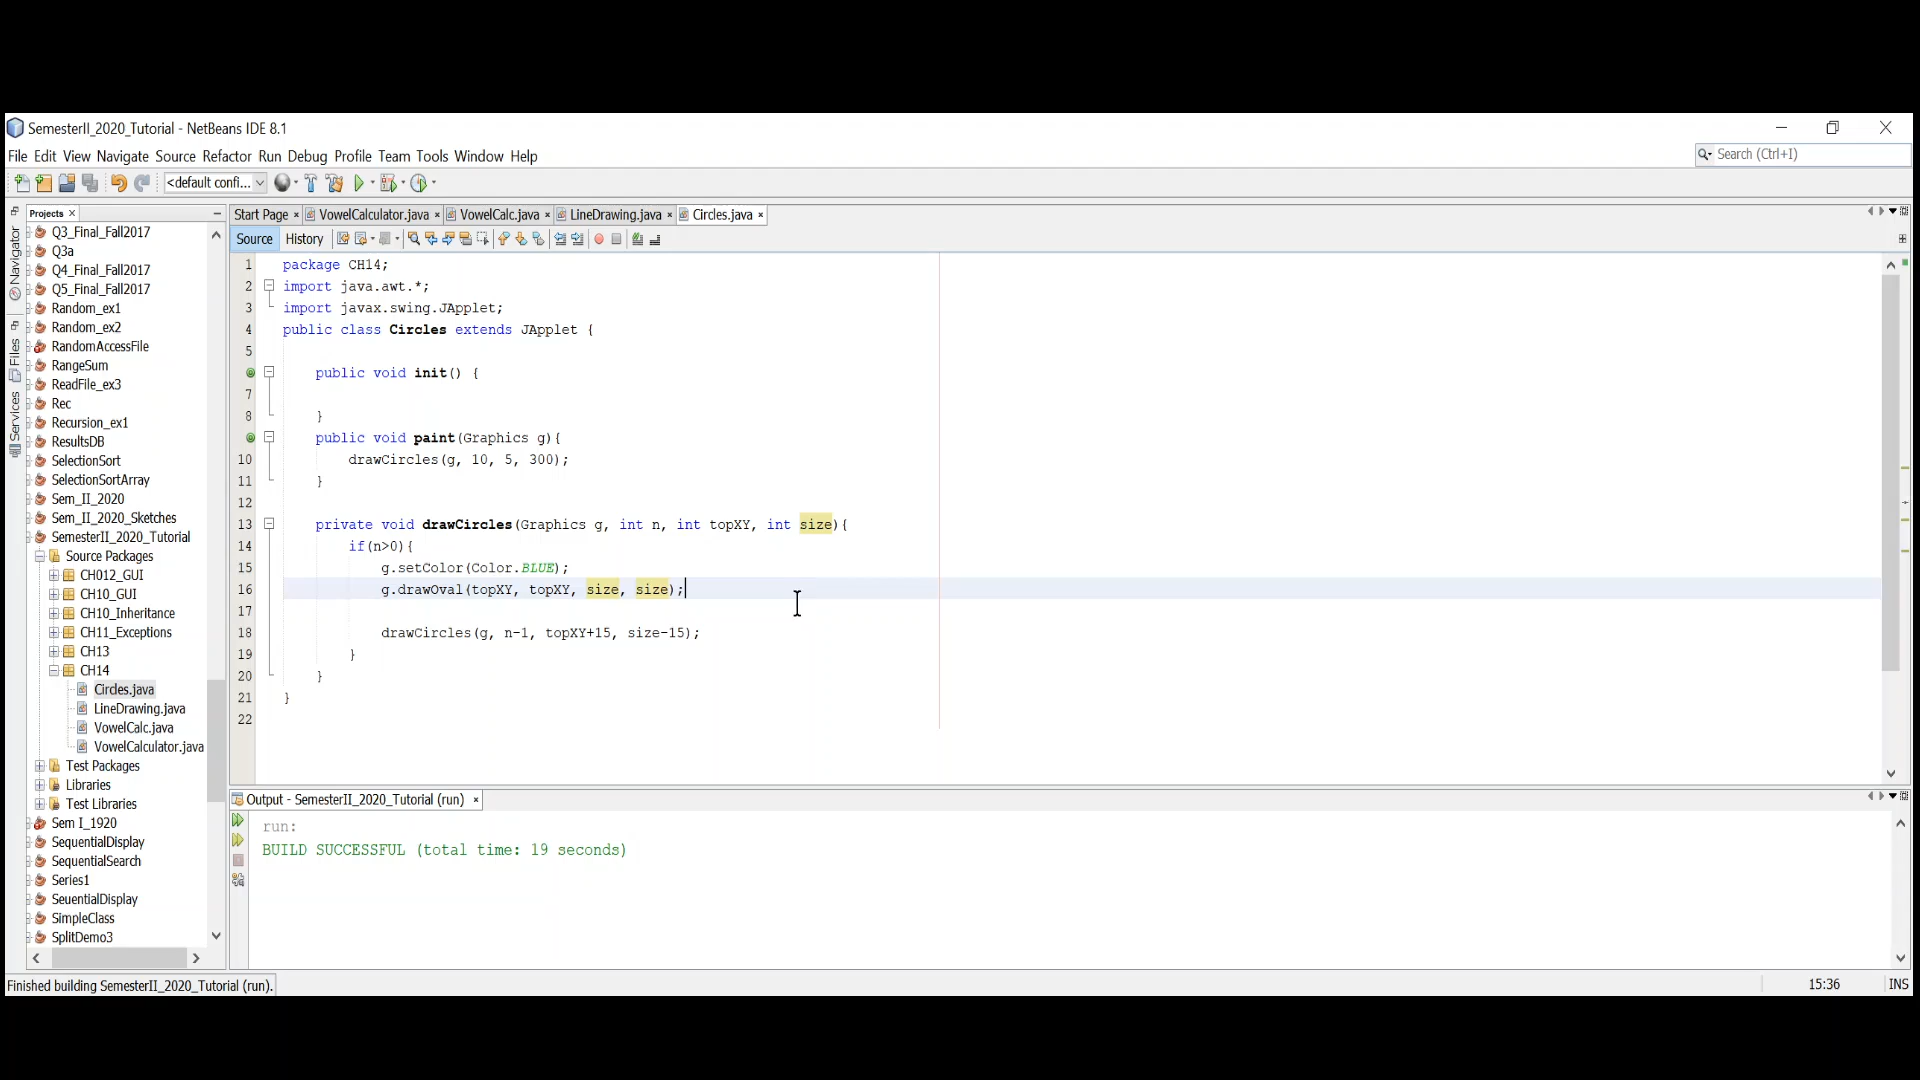 SemesterII_2020_Tutorial - NetBeans IDE 8.1
File Edit View Navigate Source Refactor Run Debug Profile Team Tools Window Help
Search (Ctrl+I)
<default confi...
Projects
Navigator
Files
Services
Q3_Final_Fall2017
Q3a
Q4_Final_Fall2017
Q5_Final_Fall2017
Random_ex1
Random_ex2
RandomAccessFile
RangeSum
ReadFile_ex3
Rec
Recursion_ex1
ResultsDB
SelectionSort
SelectionSortArray
Sem_II_2020
Sem_II_2020_Sketches
SemesterII_2020_Tutorial
Source Packages
CH012_GUI
CH10_GUI
CH10_Inheritance
CH11_Exceptions
CH13
CH14
Circles.java
LineDrawing.java
VowelCalc.java
VowelCalculator.java
Test Packages
Libraries
Test Libraries
Sem I_1920
SequentialDisplay
SequentialSearch
Series1
SeuentialDisplay
SimpleClass
SplitDemo3
Start Page VowelCalculator.java VowelCalc.java LineDrawing.java Circles.java
Source History
1 package CH14;
2 import java.awt.*;
3 import javax.swing.JApplet;
4 public class Circles extends JApplet {
5
public void init() {
7
8 }
public void paint(Graphics g){
10 drawCircles(g, 10, 5, 300);
11 }
12
13 private void drawCircles(Graphics g, int n, int topXY, int size){
14 if(n>0){
15 g.setColor(Color.BLUE);
16 g.drawOval(topXY, topXY, size, size);
17
18 drawCircles(g, n-1, topXY+15, size-15);
19 }
20 }
21 }
22
Output - SemesterII_2020_Tutorial (run)
run:
BUILD SUCCESSFUL (total time: 19 seconds)
Finished building SemesterII_2020_Tutorial (run).
15:36 INS